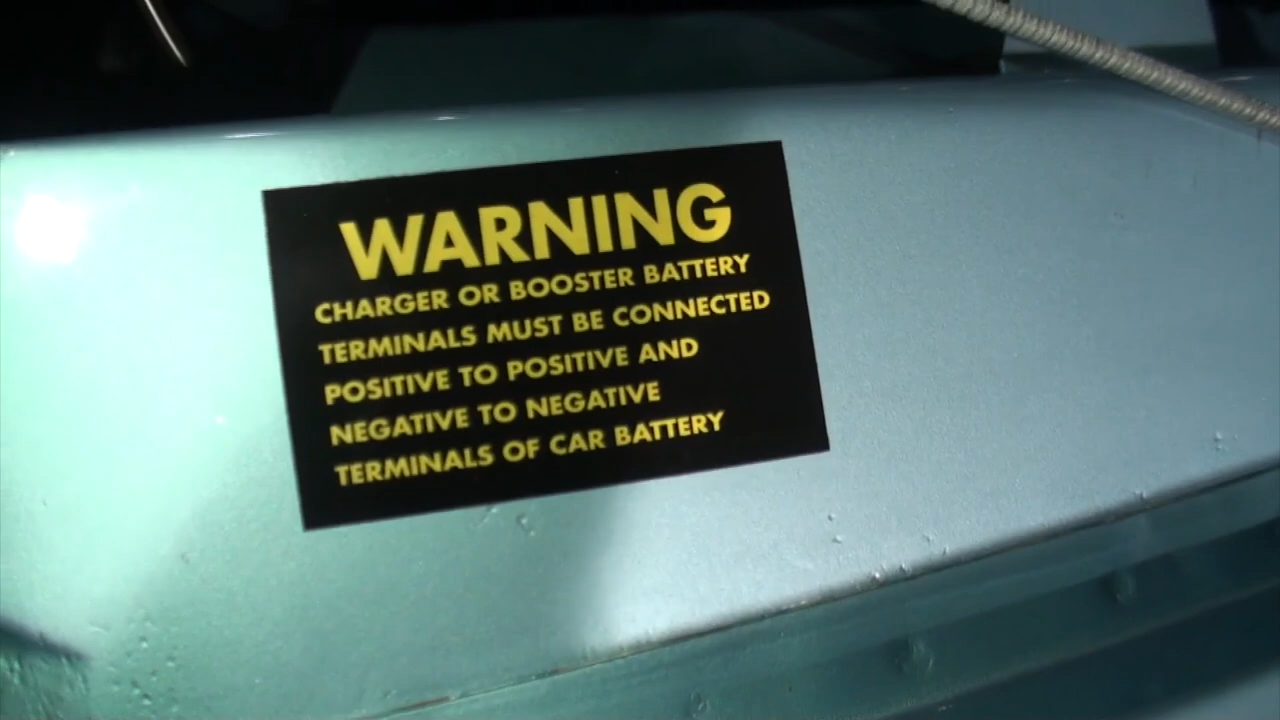 WARNING
CHARGER OR BOOSTER BATTERY
TERMINALS MUST BE CONNECTED
POSITIVE TO POSITIVE AND
NEGATIVE TO NEGATIVE
TERMINALS OF CAR BATTERY